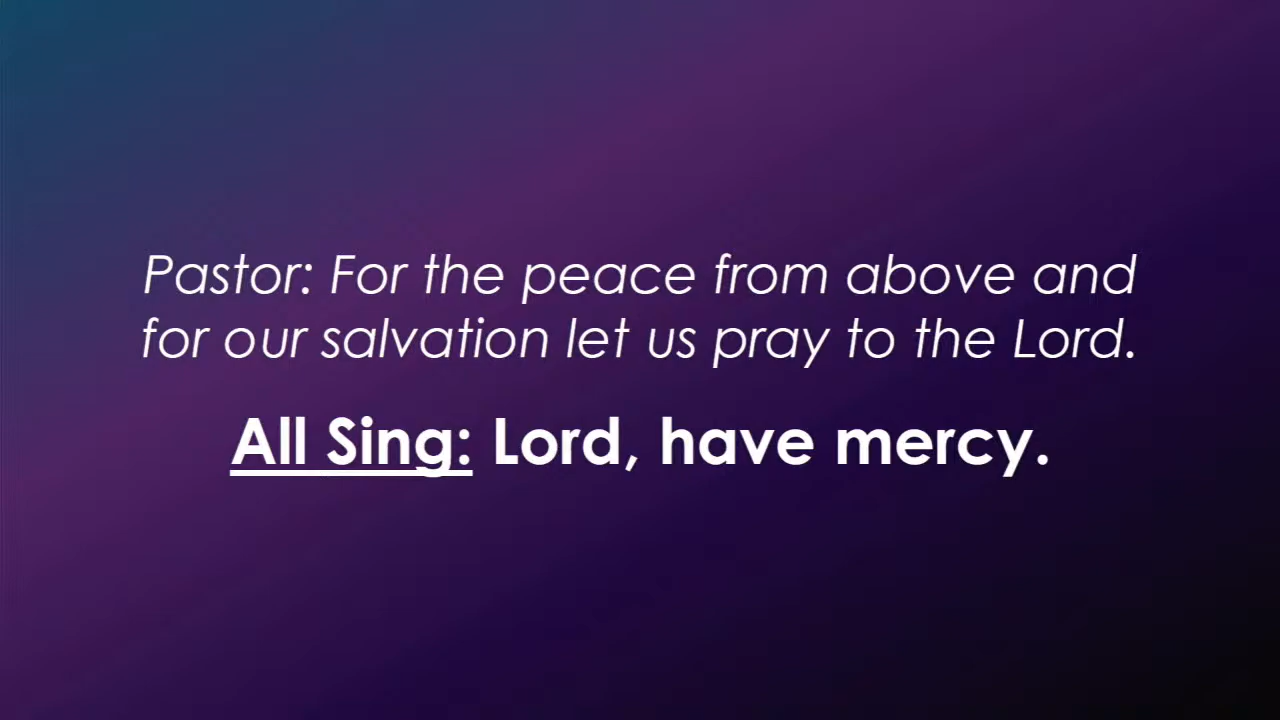 Pastor: For the peace from above and
for our salvation let us pray to the Lord.
All Sing: Lord, have mercy.